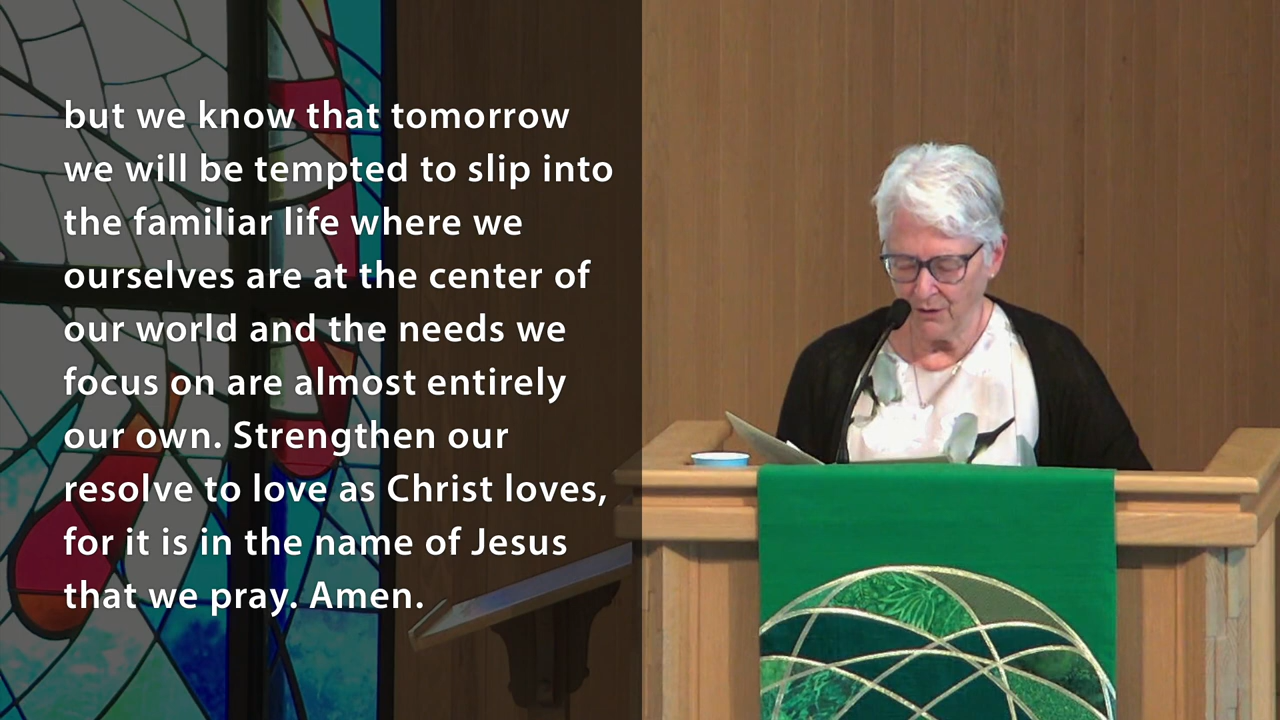 but we know that tomorrow
we will be tempted to slip into
the familiar life where we
ourselves are at the center of
our world and the needs we
focus on are almost entirely
our own. Strengthen our
resolve to love as Christ loves,
for it is in the name of Jesus
that we pray. Amen.